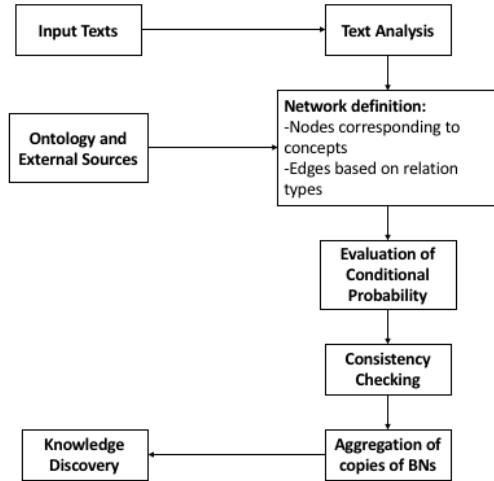 Input Texts
Text Analysis
Ontology and
External Sources
Network definition:
-Nodes corresponding to
concepts
-Edges based on relation
types
Evaluation of
Conditional
Probability
Consistency
Checking
Aggregation of
copies of BNs
Knowledge
Discovery